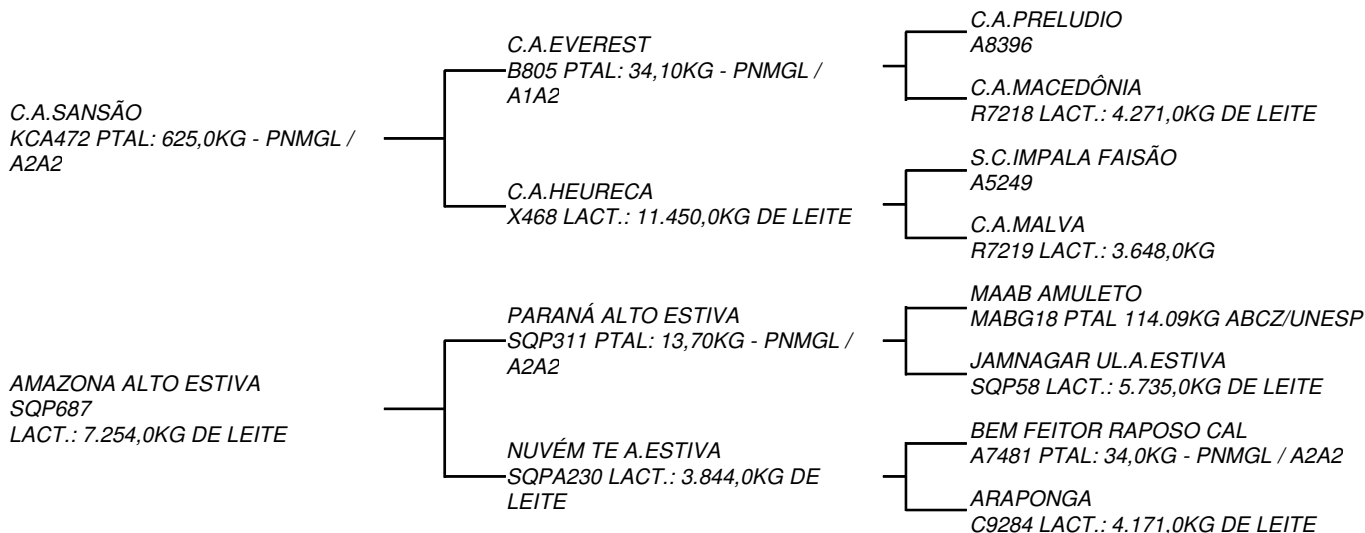 C.A.SANSÃO
KCA472 PTAL: 625,0KG - PNMGL /
A2A2
AMAZONA ALTO ESTIVA
SQP687
LACT.: 7.254,0KG DE LEITE
C.A.EVEREST
B805 PTAL: 34,10KG - PNMGL /
A1A2
C.A.HEURECA
X468 LACT.: 11.450,0KG DE LEITE
PARANÁ ALTO ESTIVA
SQP311 PTAL: 13,70KG - PNMGL /
A2A2
NUVÉM TE A.ESTIVA
SQPA230 LACT.: 3.844,0KG DE
LEITE
C.A.PRELUDIO
A8396
C.A.MACEDÔNIA
R7218 LACT.: 4.271,0KG DE LEITE
S.C.IMPALA FAISÃO
A5249
C.A.MALVA
R7219 LACT.: 3.648,0KG
MAAB AMULETO
MABG18 PTAL 114.09KG ABCZ/UNESP
JAMNAGAR UL.A.ESTIVA
SQP58 LACT.: 5.735,0KG DE LEITE
BEM FEITOR RAPOSO CAL
A7481 PTAL: 34,0KG - PNMGL / A2A2
ARAPONGA
C9284 LACT.: 4.171,0KG DE LEITE